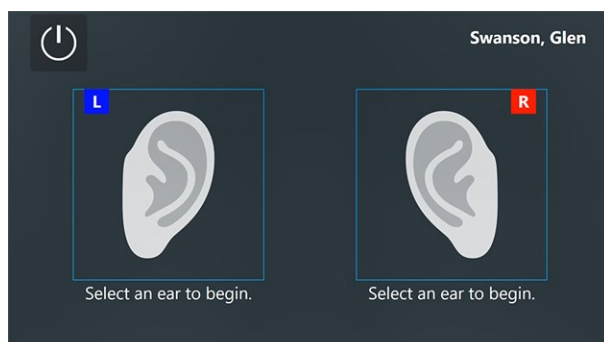 Swanson, Glen
L
R
Select an ear to begin.
Select an ear to begin.